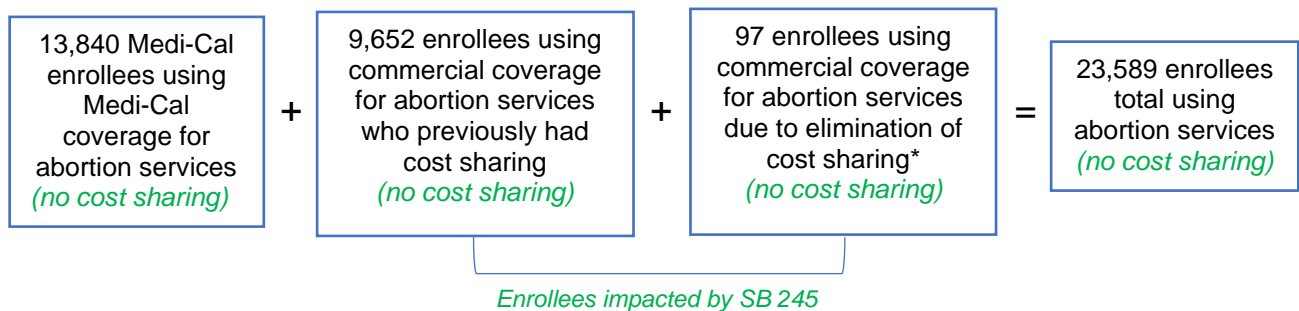 13,840 Medi-Cal
enrollees using
Medi-Cal
coverage for
abortion services
(no cost sharing)
+
9,652 enrollees using
commercial coverage
for abortion services
who previously had
cost sharing
(no cost sharing)
+
97 enrollees using
commercial coverage
for abortion services
due to elimination of
cost sharing*
(no cost sharing)
=
23,589 enrollees
total using
abortion services
(no cost sharing)
Enrollees impacted by SB 245